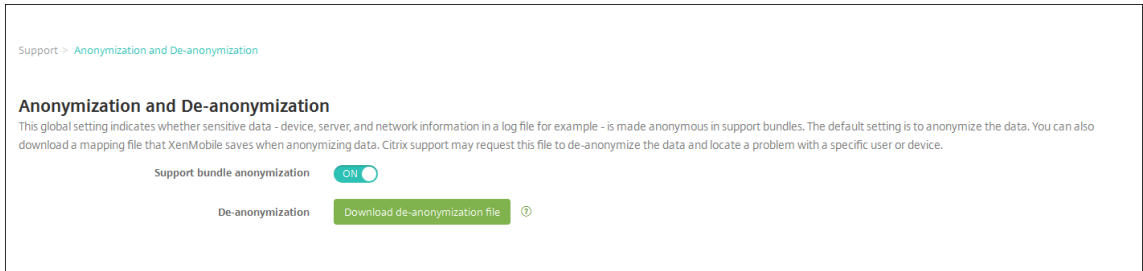 Support > Anonymization and De-anonymization
Anonymization and De-anonymization
This global setting indicates whether sensitive data - device, server, and network information in a log file for example - is made anonymous in support bundles. The default setting is to anonymize the data. You can also
download a mapping file that XenMobile saves when anonymizing data. Citrix support may request this file to de-anonymize the data and locate a problem with a specific user or device.
Support bundle anonymization ON
De-anonymization Download de-anonymization file ?